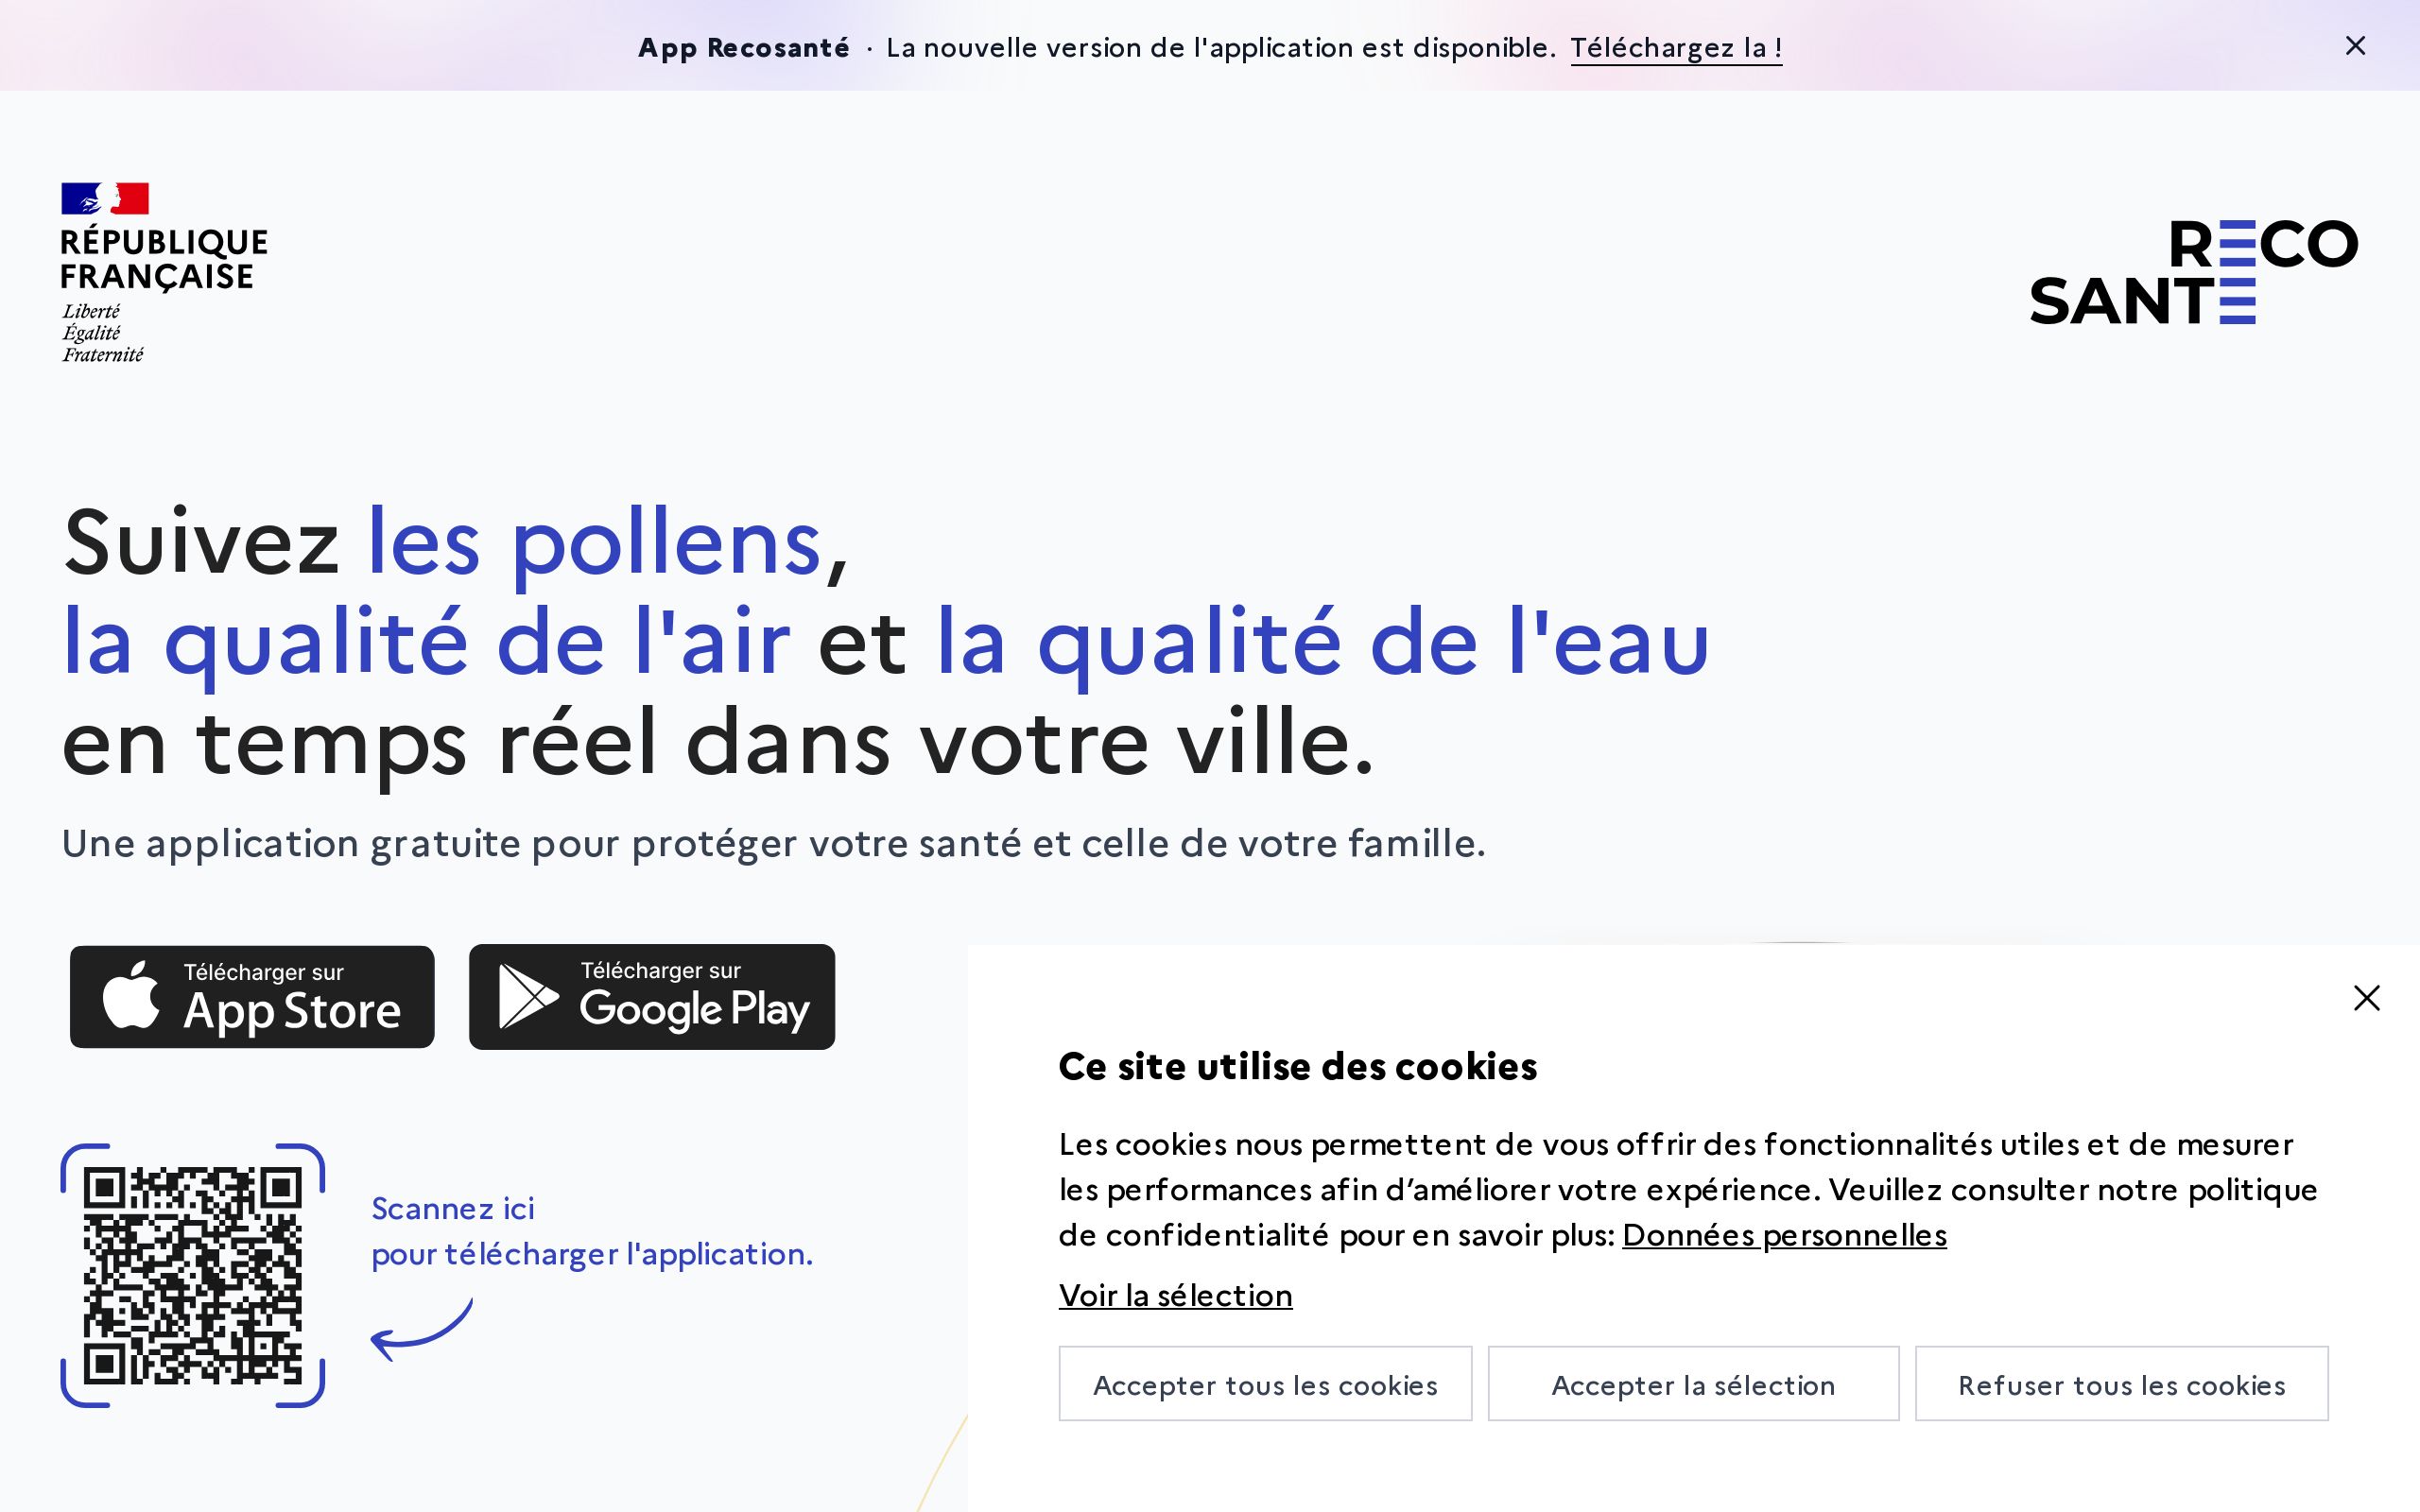 App Recosanté · La nouvelle version de l'application est disponible. Téléchargez la !
RÉPUBLIQUE
FRANÇAISE
Liberté
Égalité
Fraternité
RECO
SANTE
Suivez les pollens,
la qualité de l'air et la qualité de l'eau
en temps réel dans votre ville.
Une application gratuite pour protéger votre santé et celle de votre famille.
Télécharger sur
App Store
Télécharger sur
Google Play
Scannez ici
pour télécharger l'application.
Ce site utilise des cookies
Les cookies nous permettent de vous offrir des fonctionnalités utiles et de mesurer
les performances afin d’améliorer votre expérience. Veuillez consulter notre politique
de confidentialité pour en savoir plus: Données personnelles
Voir la sélection
Accepter tous les cookies
Accepter la sélection
Refuser tous les cookies